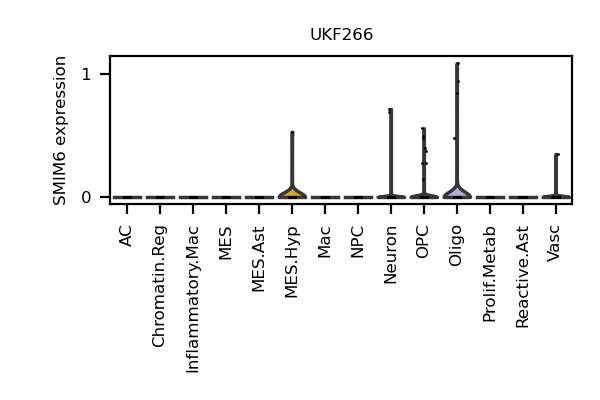 UKF266
SMIM6 expression
1
0
AC
Chromatin.Reg
Inflammatory.Mac
MES
MES.Ast
MES.Hyp
Mac
NPC
Neuron
OPC
Oligo
Prolif.Metab
Reactive.Ast
Vasc